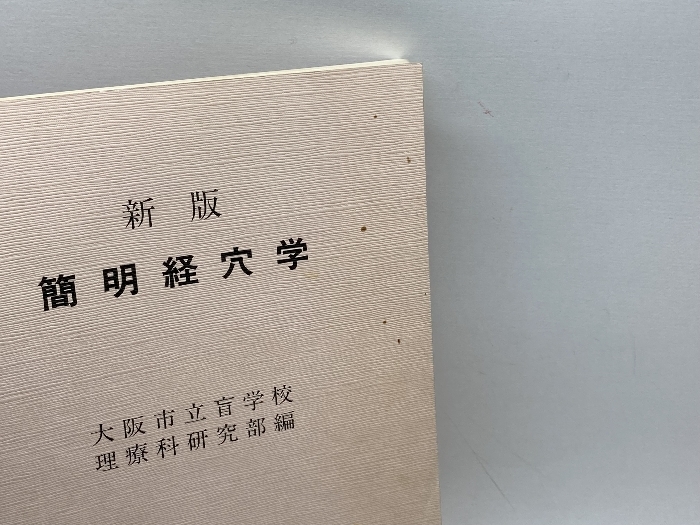 新版
簡明経穴学
大阪市立盲学校
理療科研究部編